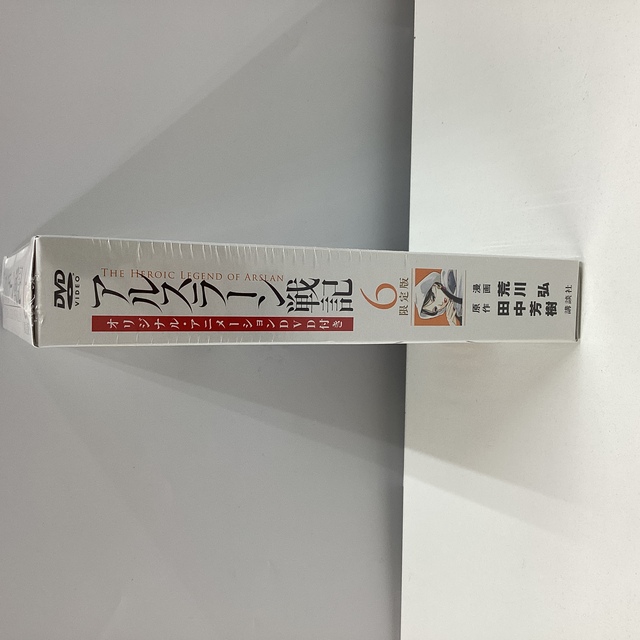 DVD
VIDEO
THE HEROIC LEGEND OF ARSLAN
アルスラーン戦記
オリジナル・アニメーションDVD付き
6
限定版
漫画 荒川弘
原作 田中芳樹
講談社